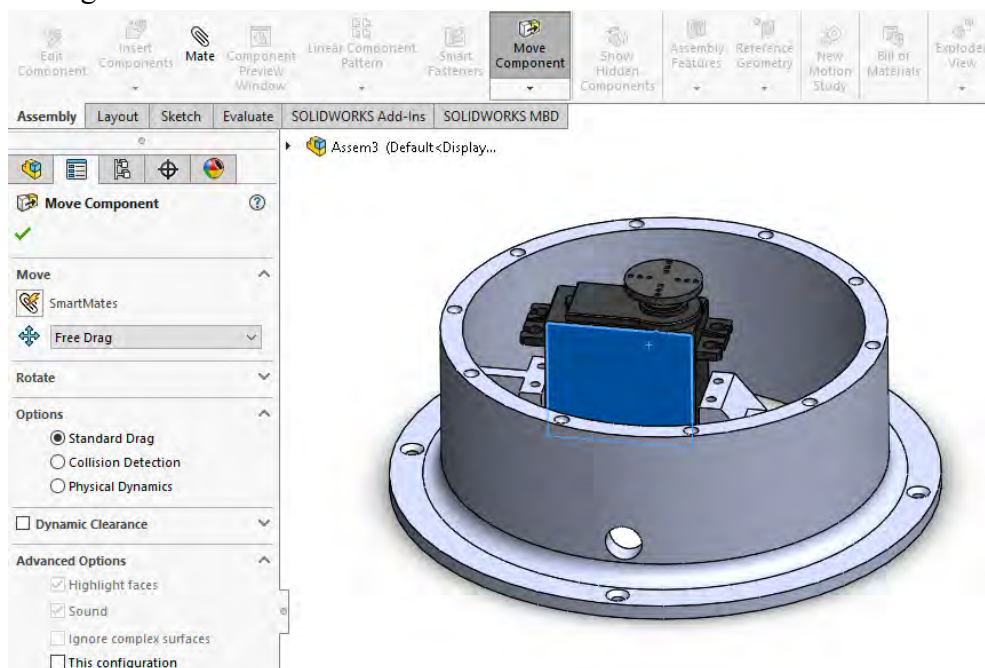 Edit Component
Insert Components
Mate
Component Preview Window
Linear Component Pattern
Smart Fasteners
Move Component
Show Hidden Components
Assembly Features
Reference Geometry
New Motion Study
Bill of Materials
Exploded View
Assembly Layout Sketch Evaluate SOLIDWORKS Add-Ins SOLIDWORKS MBD
Assem3 (Default<Display...
Move Component
Move
SmartMates
Free Drag
Rotate
Options
Standard Drag
Collision Detection
Physical Dynamics
Dynamic Clearance
Advanced Options
Highlight faces
Sound
Ignore complex surfaces
This configuration